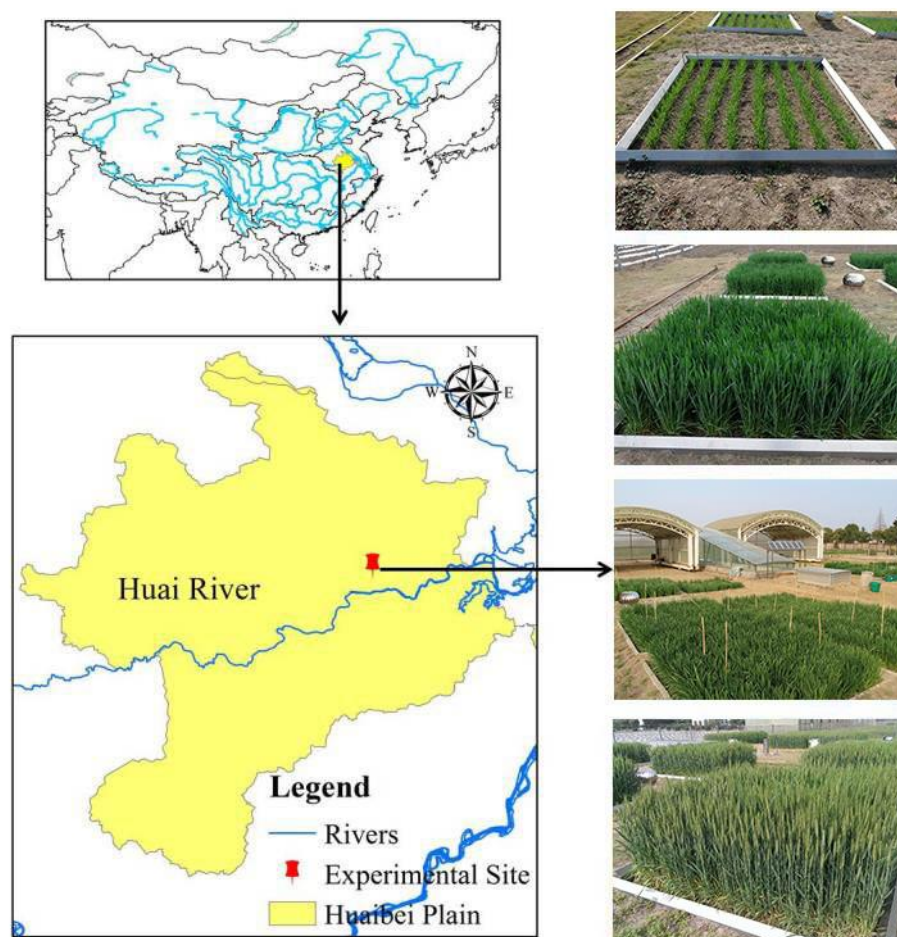 N
W
E
S
Huai River
Legend
Rivers
Experimental Site
Huaibei Plain